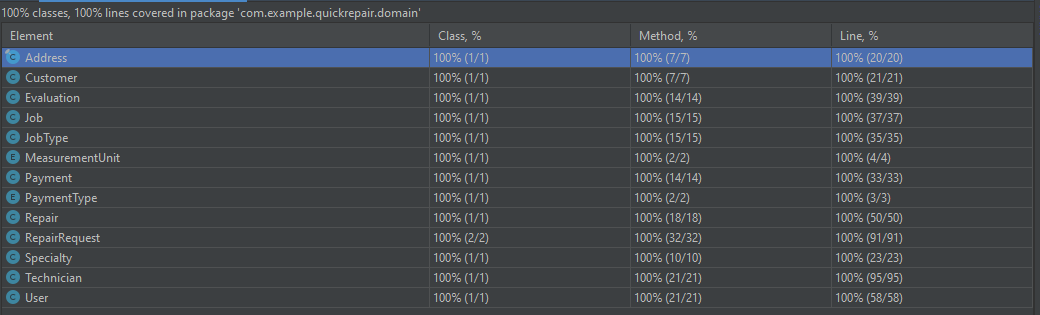 100% classes, 100% lines covered in package 'com.example.quickrepair.domain'
Element Class, % Method, % Line, %
C Address 100% (1/1) 100% (7/7) 100% (20/20)
C Customer 100% (1/1) 100% (7/7) 100% (21/21)
C Evaluation 100% (1/1) 100% (14/14) 100% (39/39)
C Job 100% (1/1) 100% (15/15) 100% (37/37)
C JobType 100% (1/1) 100% (15/15) 100% (35/35)
E MeasurementUnit 100% (1/1) 100% (2/2) 100% (4/4)
C Payment 100% (1/1) 100% (14/14) 100% (33/33)
E PaymentType 100% (1/1) 100% (2/2) 100% (3/3)
C Repair 100% (1/1) 100% (18/18) 100% (50/50)
C RepairRequest 100% (2/2) 100% (32/32) 100% (91/91)
C Specialty 100% (1/1) 100% (10/10) 100% (23/23)
C Technician 100% (1/1) 100% (21/21) 100% (95/95)
C User 100% (1/1) 100% (21/21) 100% (58/58)